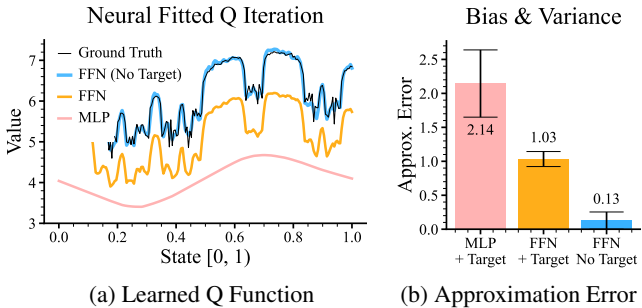 Neural Fitted Q Iteration
Value
7
6
5
4
3
Ground Truth
FFN (No Target)
FFN
MLP
0.0
0.2
0.4
0.6
0.8
1.0
State [0, 1)
(a) Learned Q Function
Bias & Variance
Approx. Error
2.5
2.0
1.5
1.0
0.5
0.0
2.14
1.03
0.13
MLP
+ Target
FFN
+ Target
FFN
No Target
(b) Approximation Error